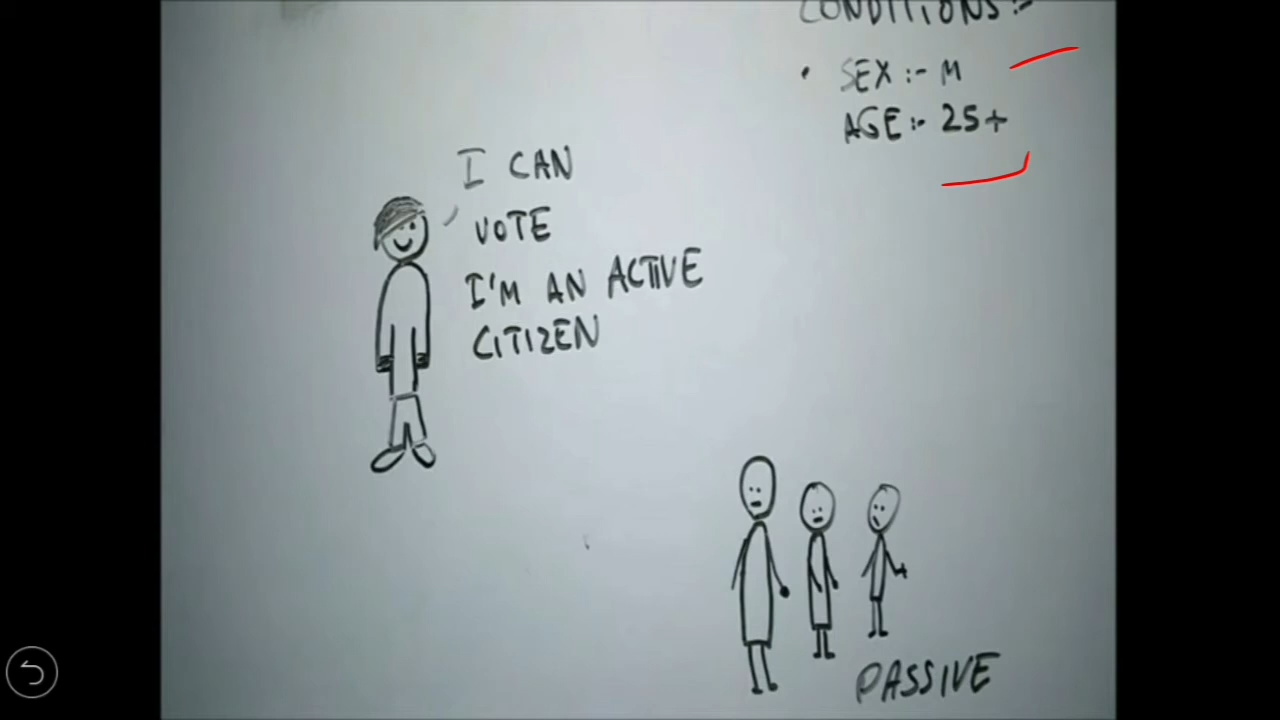 CONDITIONS :-
• SEX :- M
AGE :- 25+
I CAN
VOTE
I'M AN ACTIVE
CITIZEN
PASSIVE